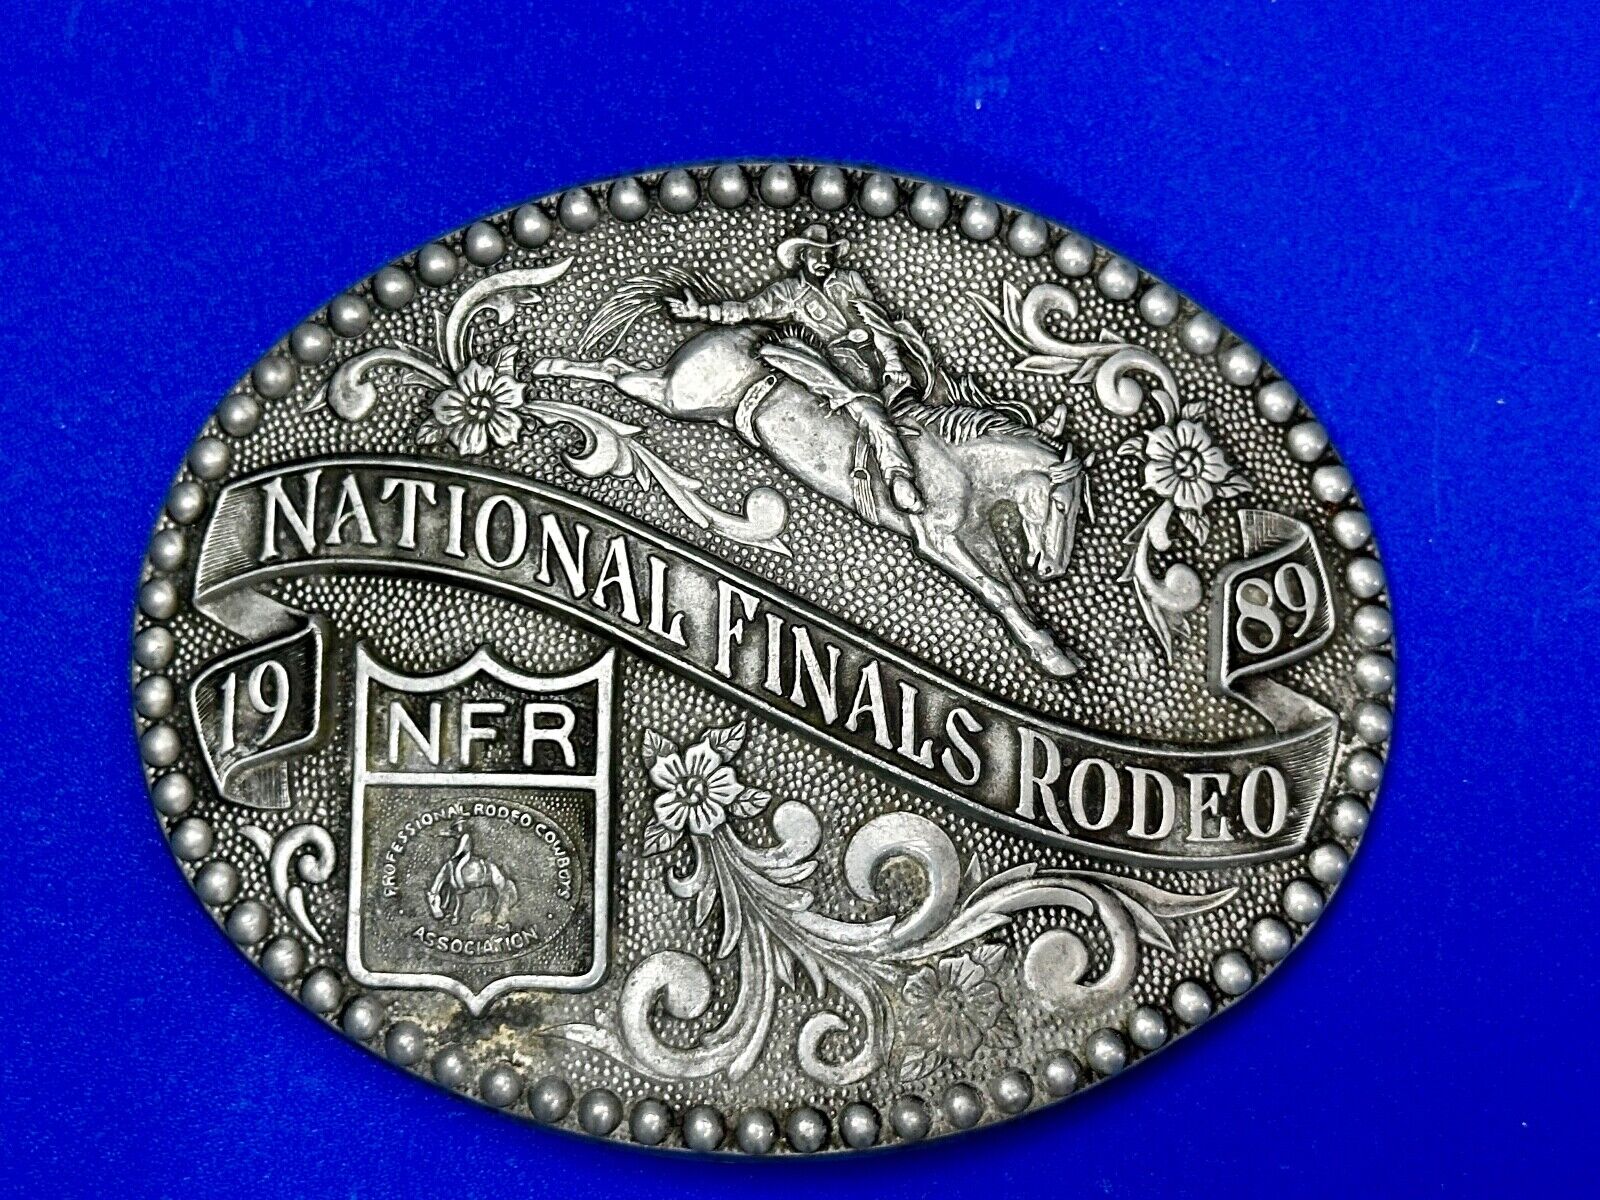 NATIONAL FINALS RODEO
19 89
NFR
PROFESSIONAL RODEO COWBOYS
ASSOCIATION